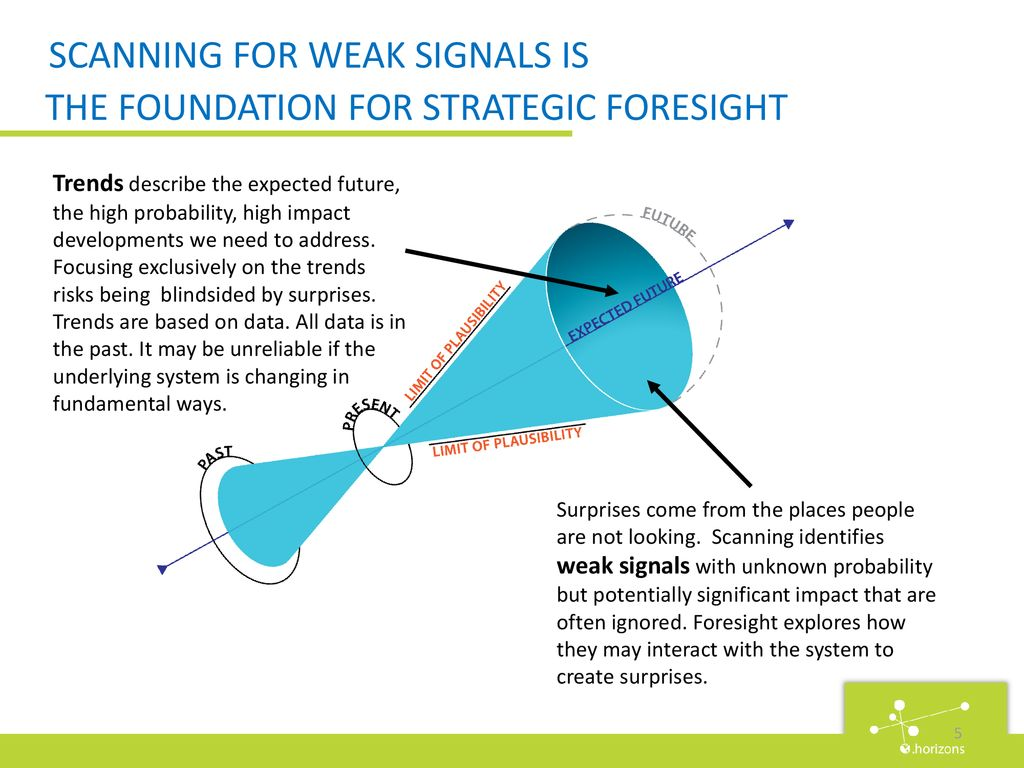 SCANNING FOR WEAK SIGNALS IS
THE FOUNDATION FOR STRATEGIC FORESIGHT
Trends describe the expected future,
the high probability, high impact
developments we need to address.
Focusing exclusively on the trends
risks being blindsided by surprises.
Trends are based on data. All data is in
the past. It may be unreliable if the
underlying system is changing in
fundamental ways.
FUTURE
EXPECTED FUTURE
LIMIT OF PLAUSIBILITY
PRESENT
LIMIT OF PLAUSIBILITY
PAST
Surprises come from the places people
are not looking. Scanning identifies
weak signals with unknown probability
but potentially significant impact that are
often ignored. Foresight explores how
they may interact with the system to
create surprises.
5
.horizons